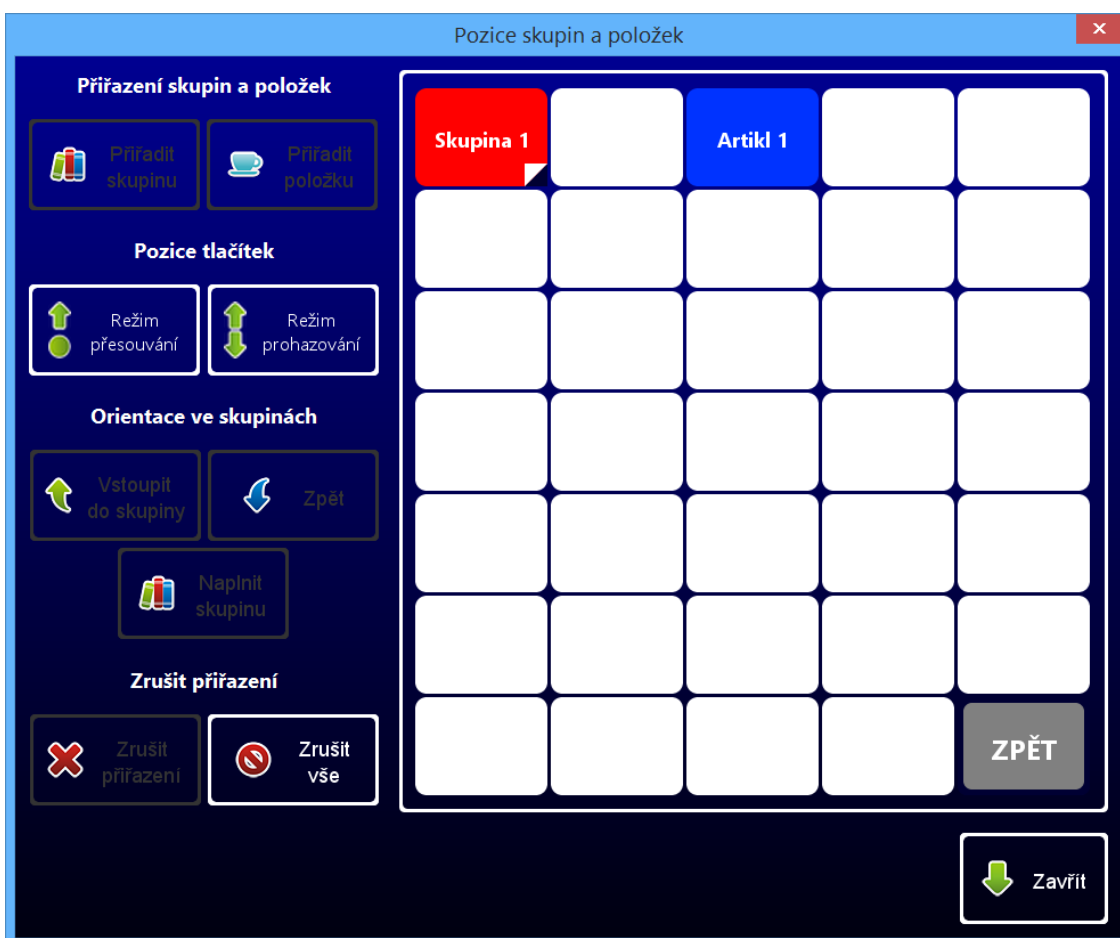 Pozice skupin a položek
Přiřazení skupin a položek
Přiřadit
skupinu
Přiřadit
položku
Pozice tlačítek
Režim
přesouvání
Režim
prohazování
Orientace ve skupinách
Vstoupit
do skupiny
Zpět
Naplnit
skupinu
Zrušit přiřazení
Zrušit
přiřazení
Zrušit
vše
Skupina 1
Artikl 1
ZPĚT
Zavřít